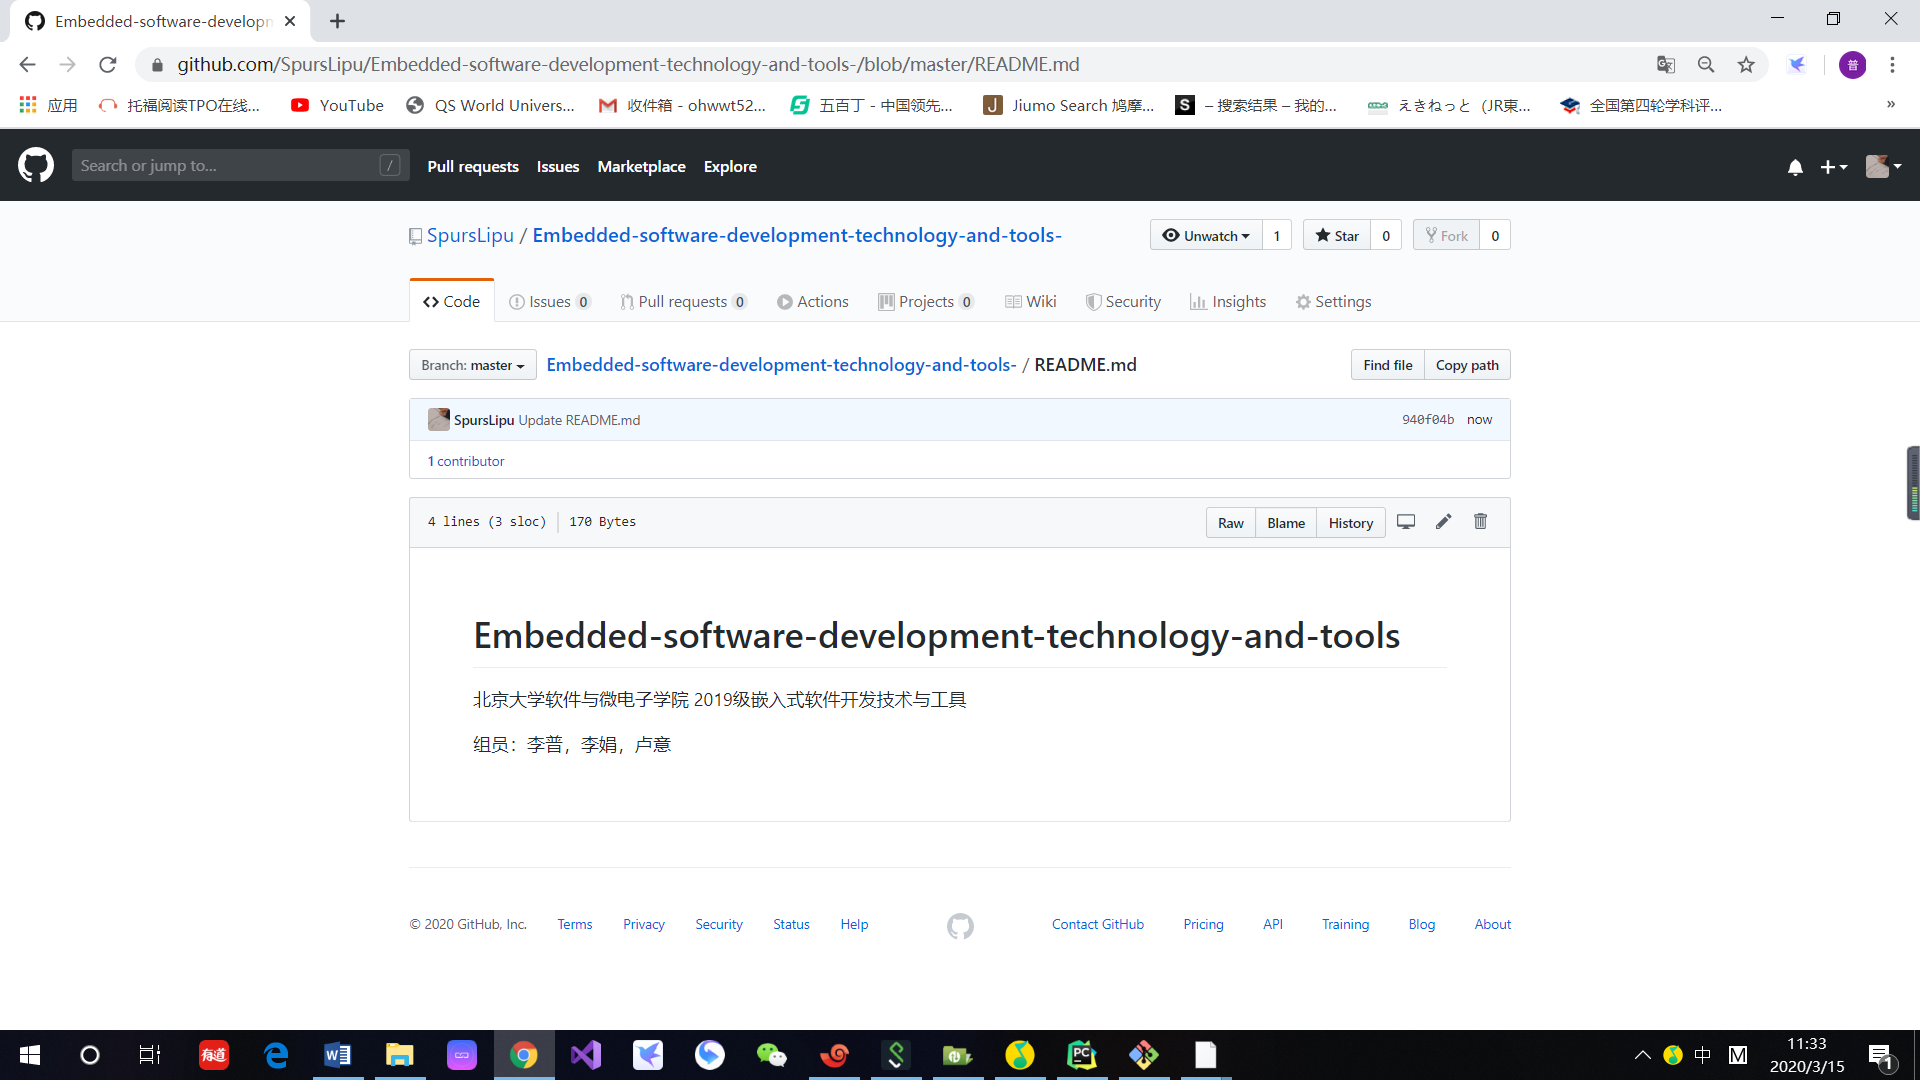 Embedded-software-developn
github.com/SpursLipu/Embedded-software-development-technology-and-tools-/blob/master/README.md
普
应用 托福阅读TPO在线... YouTube QS World Univers... 收件箱 - ohwwt52... 五百丁 - 中国领先... Jiumo Search 鸠摩... – 搜索结果 – 我的... えきねっと（JR東... 全国第四轮学科评... »
Search or jump to... / Pull requests Issues Marketplace Explore
SpursLipu / Embedded-software-development-technology-and-tools- Unwatch 1 Star 0 Fork 0
Code Issues 0 Pull requests 0 Actions Projects 0 Wiki Security Insights Settings
Branch: master Embedded-software-development-technology-and-tools- / README.md Find file Copy path
SpursLipu Update README.md 940f04b now
1 contributor
4 lines (3 sloc) 170 Bytes Raw Blame History
Embedded-software-development-technology-and-tools
北京大学软件与微电子学院 2019级嵌入式软件开发技术与工具
组员：李普，李娟，卢意
© 2020 GitHub, Inc. Terms Privacy Security Status Help Contact GitHub Pricing API Training Blog About
有道 PC 中 M 11:33
2020/3/15 1